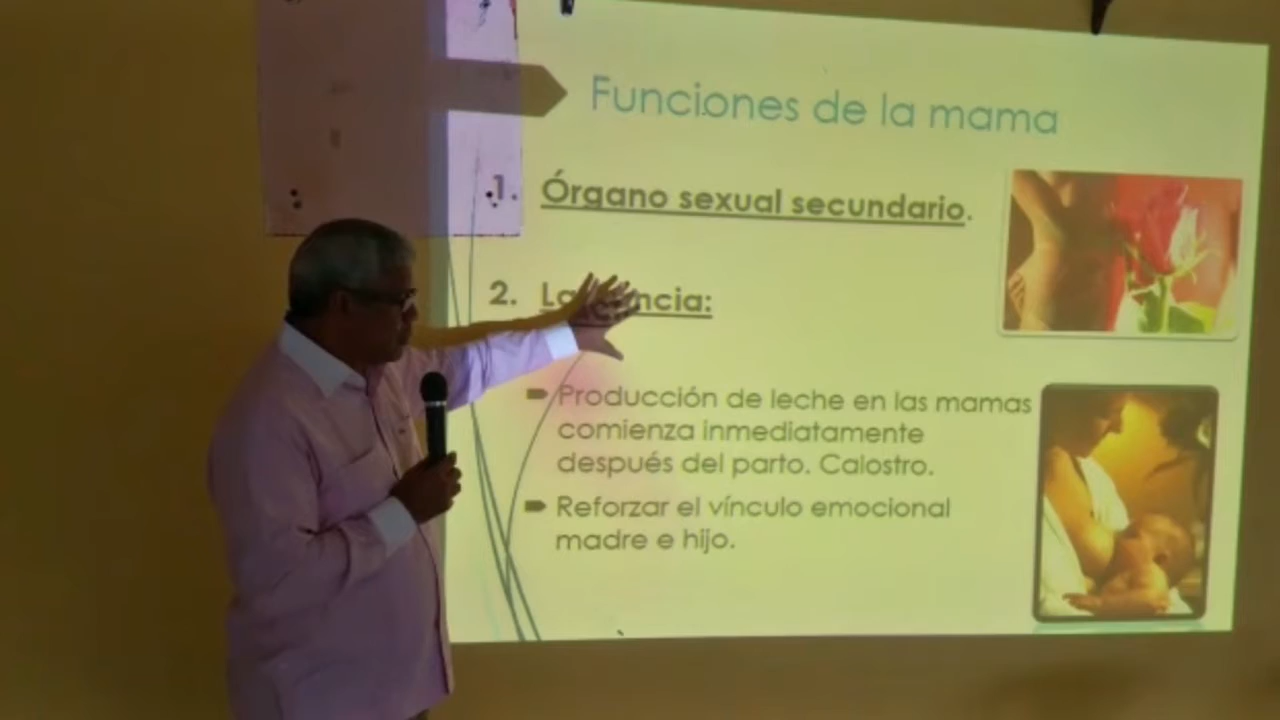 Funciones de la mama
1. Órgano sexual secundario.
2.
Producción de leche en las mamas
comienza inmediatamente
después del parto. Calostro.
Reforzar el vínculo emocional
madre e hijo.